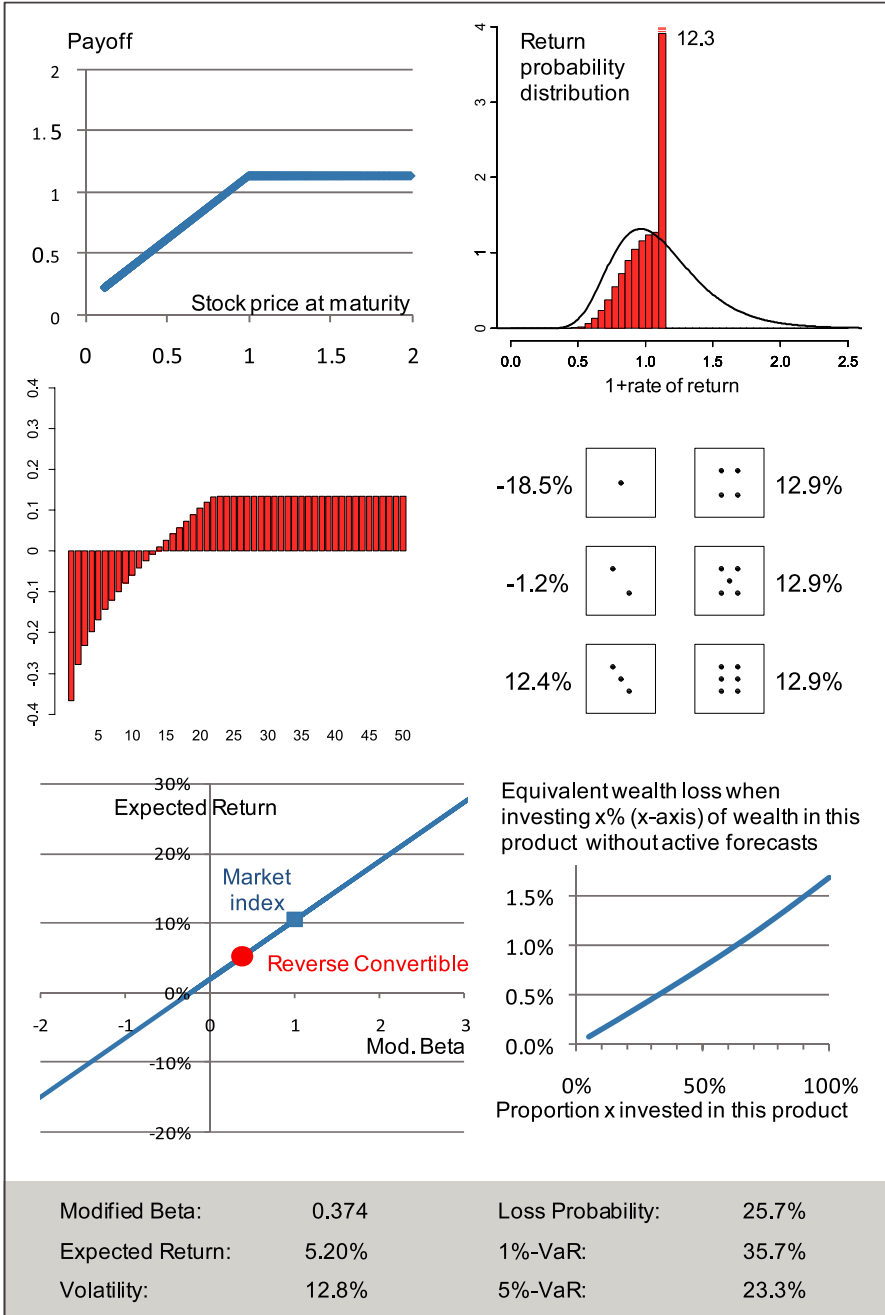 Payoff
2
1.5
1
0.5
0
Stock price at maturity
0 0.5 1 1.5 2
Return
probability
distribution
12.3
4
3
2
1
0
0.0 0.5 1.0 1.5 2.0 2.5
1+rate of return
0.4
0.3
0.2
0.1
0
-0.1
-0.2
-0.3
-0.4
5 10 15 20 25 30 35 40 45 50
-18.5% 12.9%
-1.2% 12.9%
12.4% 12.9%
30%
Expected Return
20%
Market
index
10%
Reverse Convertible
0%
-2 -1 0 1 2 3
Mod. Beta
-10%
-20%
Equivalent wealth loss when
investing x% (x-axis) of wealth in this
product without active forecasts
1.5%
1.0%
0.5%
0.0%
0% 50% 100%
Proportion x invested in this product
Modified Beta: 0.374 Loss Probability: 25.7%
Expected Return: 5.20% 1%-VaR: 35.7%
Volatility: 12.8% 5%-VaR: 23.3%